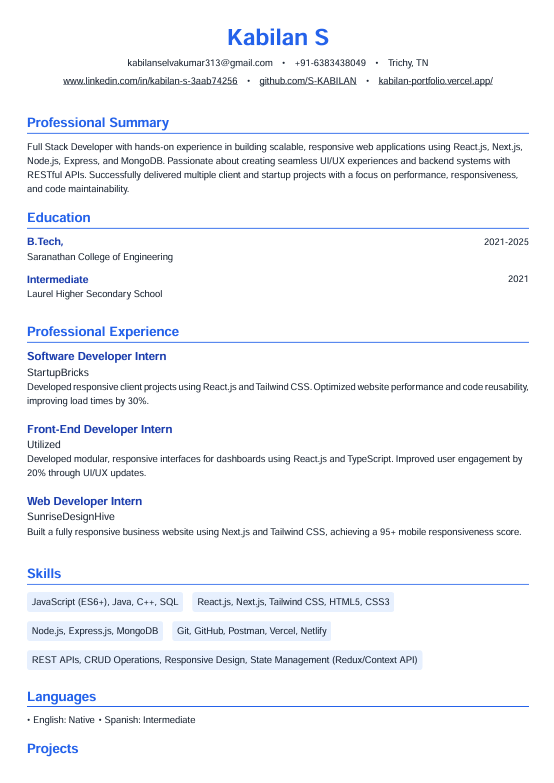 Kabilan S
kabilanselvakumar313@gmail.com • +91-6383438049 • Trichy, TN
www.linkedin.com/in/kabilan-s-3aab74256 • github.com/S-KABILAN • kabilan-portfolio.vercel.app/
Professional Summary
Full Stack Developer with hands-on experience in building scalable, responsive web applications using React.js, Next.js,
Node.js, Express, and MongoDB. Passionate about creating seamless UI/UX experiences and backend systems with
RESTful APIs. Successfully delivered multiple client and startup projects with a focus on performance, responsiveness,
and code maintainability.
Education
B.Tech, 2021-2025
Saranathan College of Engineering
Intermediate 2021
Laurel Higher Secondary School
Professional Experience
Software Developer Intern
StartupBricks
Developed responsive client projects using React.js and Tailwind CSS. Optimized website performance and code reusability,
improving load times by 30%.
Front-End Developer Intern
Utilized
Developed modular, responsive interfaces for dashboards using React.js and TypeScript. Improved user engagement by
20% through UI/UX updates.
Web Developer Intern
SunriseDesignHive
Built a fully responsive business website using Next.js and Tailwind CSS, achieving a 95+ mobile responsiveness score.
Skills
JavaScript (ES6+), Java, C++, SQL React.js, Next.js, Tailwind CSS, HTML5, CSS3
Node.js, Express.js, MongoDB Git, GitHub, Postman, Vercel, Netlify
REST APIs, CRUD Operations, Responsive Design, State Management (Redux/Context API)
Languages
• English: Native • Spanish: Intermediate
Projects